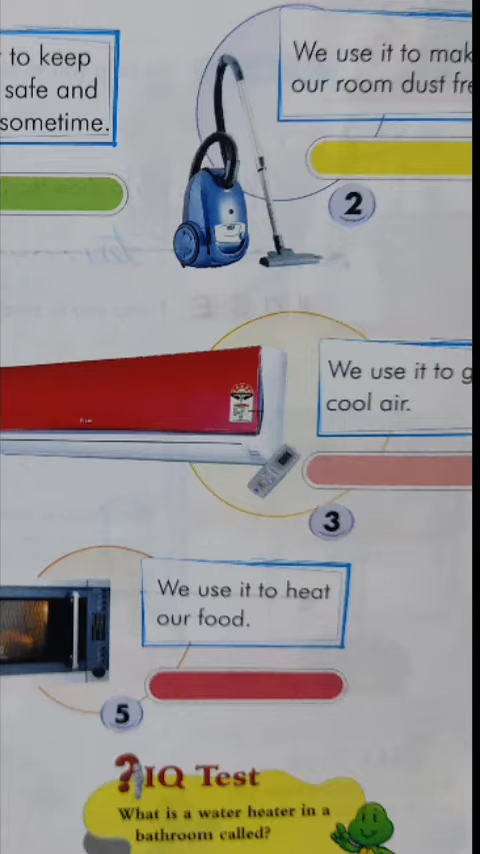 to keep
safe and
sometime.
We use it to mak
our room dust fre
2
We use it to g
cool air.
3
We use it to heat
our food.
5
? IQ Test
What is a water heater in a
bathroom called?